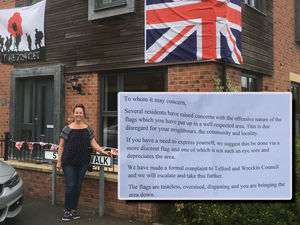 To whom it may concern,
Several residents have raised concerns with the offensive nature of the
flags which you have put up in a well respected area. This is due
disregard for your neighbours, the community and locality.
If you have a need to express yourself, we suggest this be done via a
more discreet flag and one of which is not such an eye sore and
depreciates the area.
We have made a formal complaint to Telford and Wreckin Council
and we will escalate and take this further.
The flags are tasteless, oversized, disgusting and you are bringing the
area down.
WALK